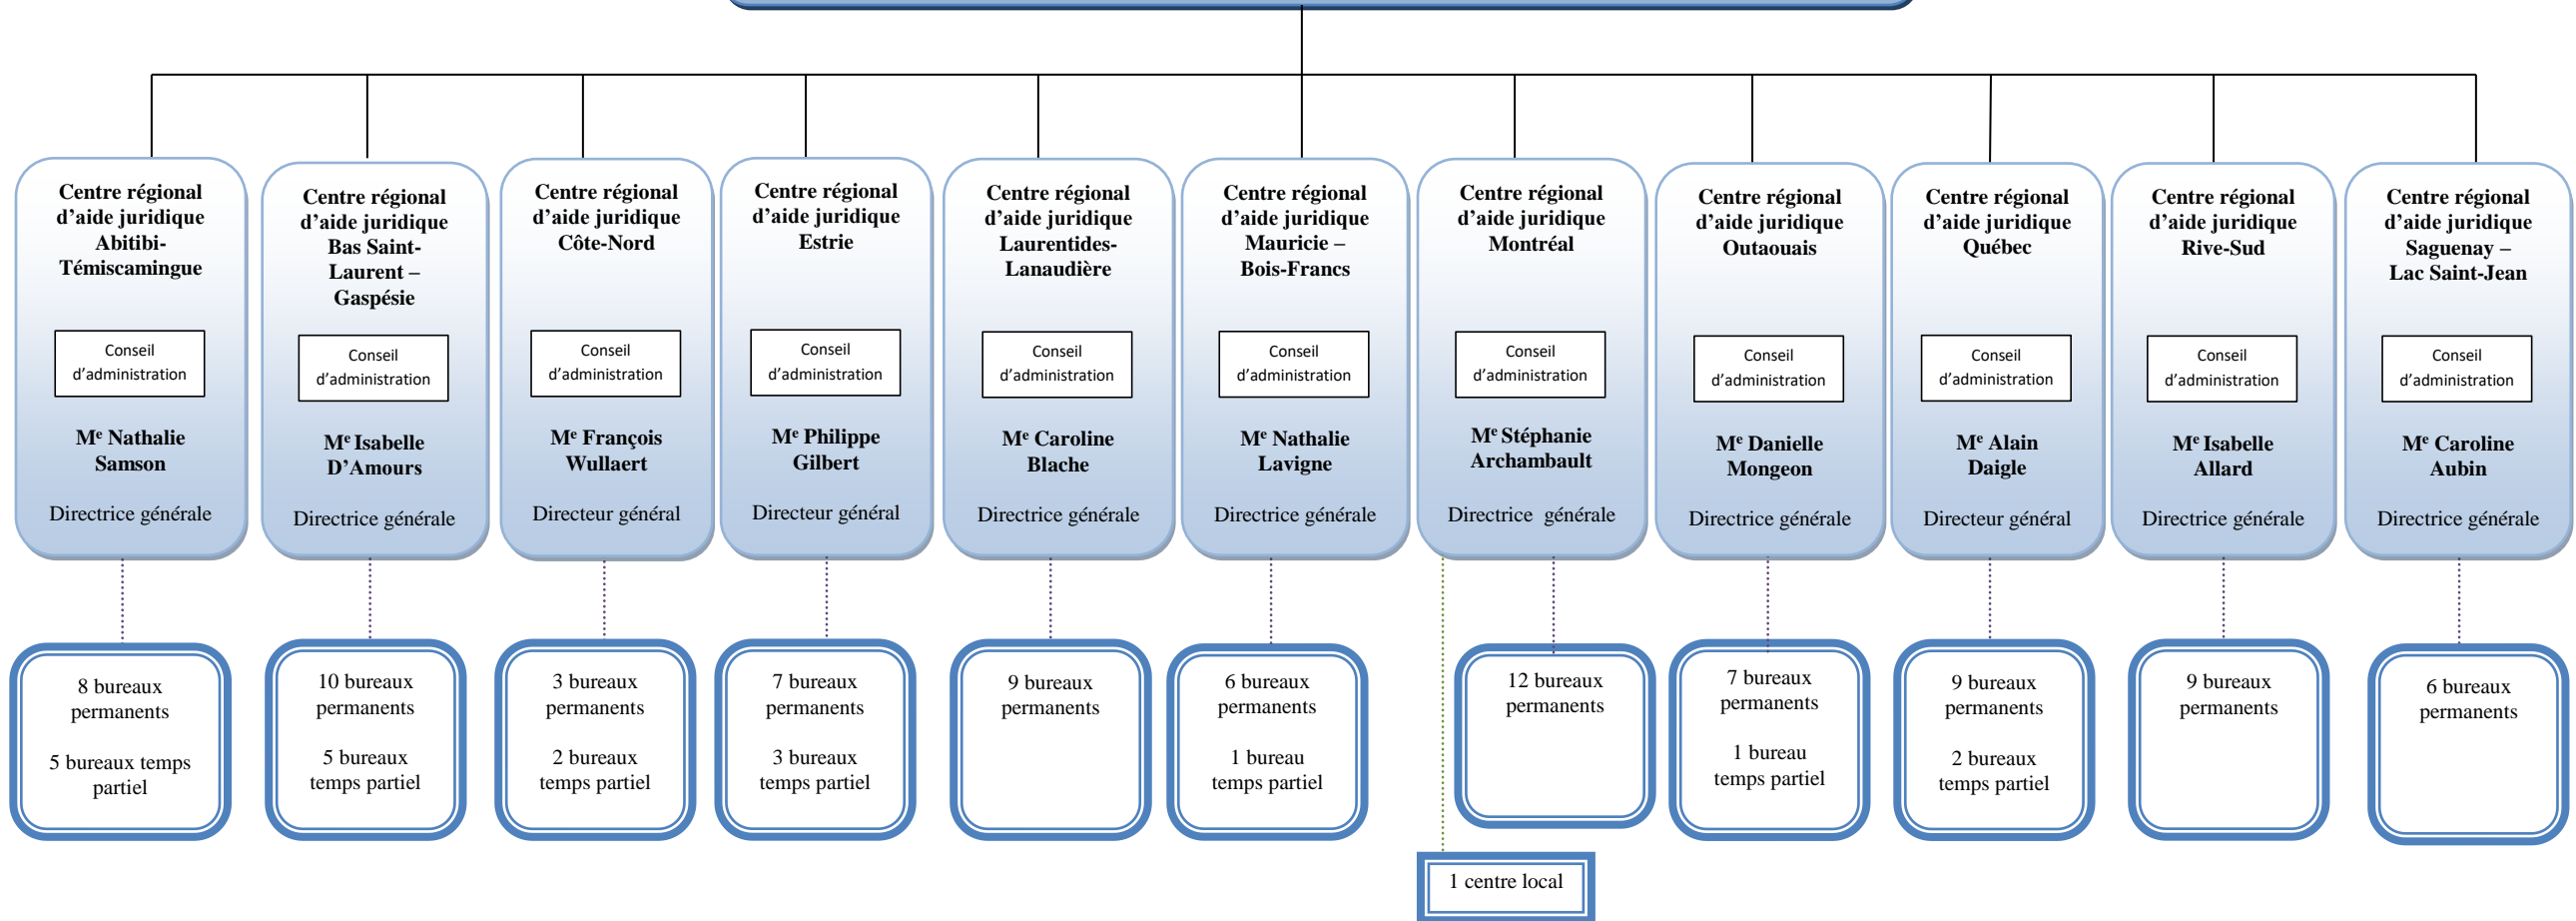 Centre régional
d’aide juridique
Abitibi-
Témiscamingue
Conseil
d’administration
Me Nathalie
Samson
Directrice générale
8 bureaux
permanents
5 bureaux temps
partiel
Centre régional
d’aide juridique
Bas Saint-
Laurent –
Gaspésie
Conseil
d’administration
Me Isabelle
D’Amours
Directrice générale
10 bureaux
permanents
5 bureaux
temps partiel
Centre régional
d’aide juridique
Côte-Nord
Conseil
d’administration
Me François
Wullaert
Directeur général
3 bureaux
permanents
2 bureaux
temps partiel
Centre régional
d’aide juridique
Estrie
Conseil
d’administration
Me Philippe
Gilbert
Directeur général
7 bureaux
permanents
3 bureaux
temps partiel
Centre régional
d’aide juridique
Laurentides-
Lanaudière
Conseil
d’administration
Me Caroline
Blache
Directrice générale
9 bureaux
permanents
Centre régional
d’aide juridique
Mauricie –
Bois-Francs
Conseil
d’administration
Me Nathalie
Lavigne
Directrice générale
6 bureaux
permanents
1 bureau
temps partiel
Centre régional
d’aide juridique
Montréal
Conseil
d’administration
Me Stéphanie
Archambault
Directrice générale
12 bureaux
permanents
1 centre local
Centre régional
d’aide juridique
Outaouais
Conseil
d’administration
Me Danielle
Mongeon
Directrice générale
7 bureaux
permanents
1 bureau
temps partiel
Centre régional
d’aide juridique
Québec
Conseil
d’administration
Me Alain
Daigle
Directeur général
9 bureaux
permanents
2 bureaux
temps partiel
Centre régional
d’aide juridique
Rive-Sud
Conseil
d’administration
Me Isabelle
Allard
Directrice générale
9 bureaux
permanents
Centre régional
d’aide juridique
Saguenay –
Lac Saint-Jean
Conseil
d’administration
Me Caroline
Aubin
Directrice générale
6 bureaux
permanents